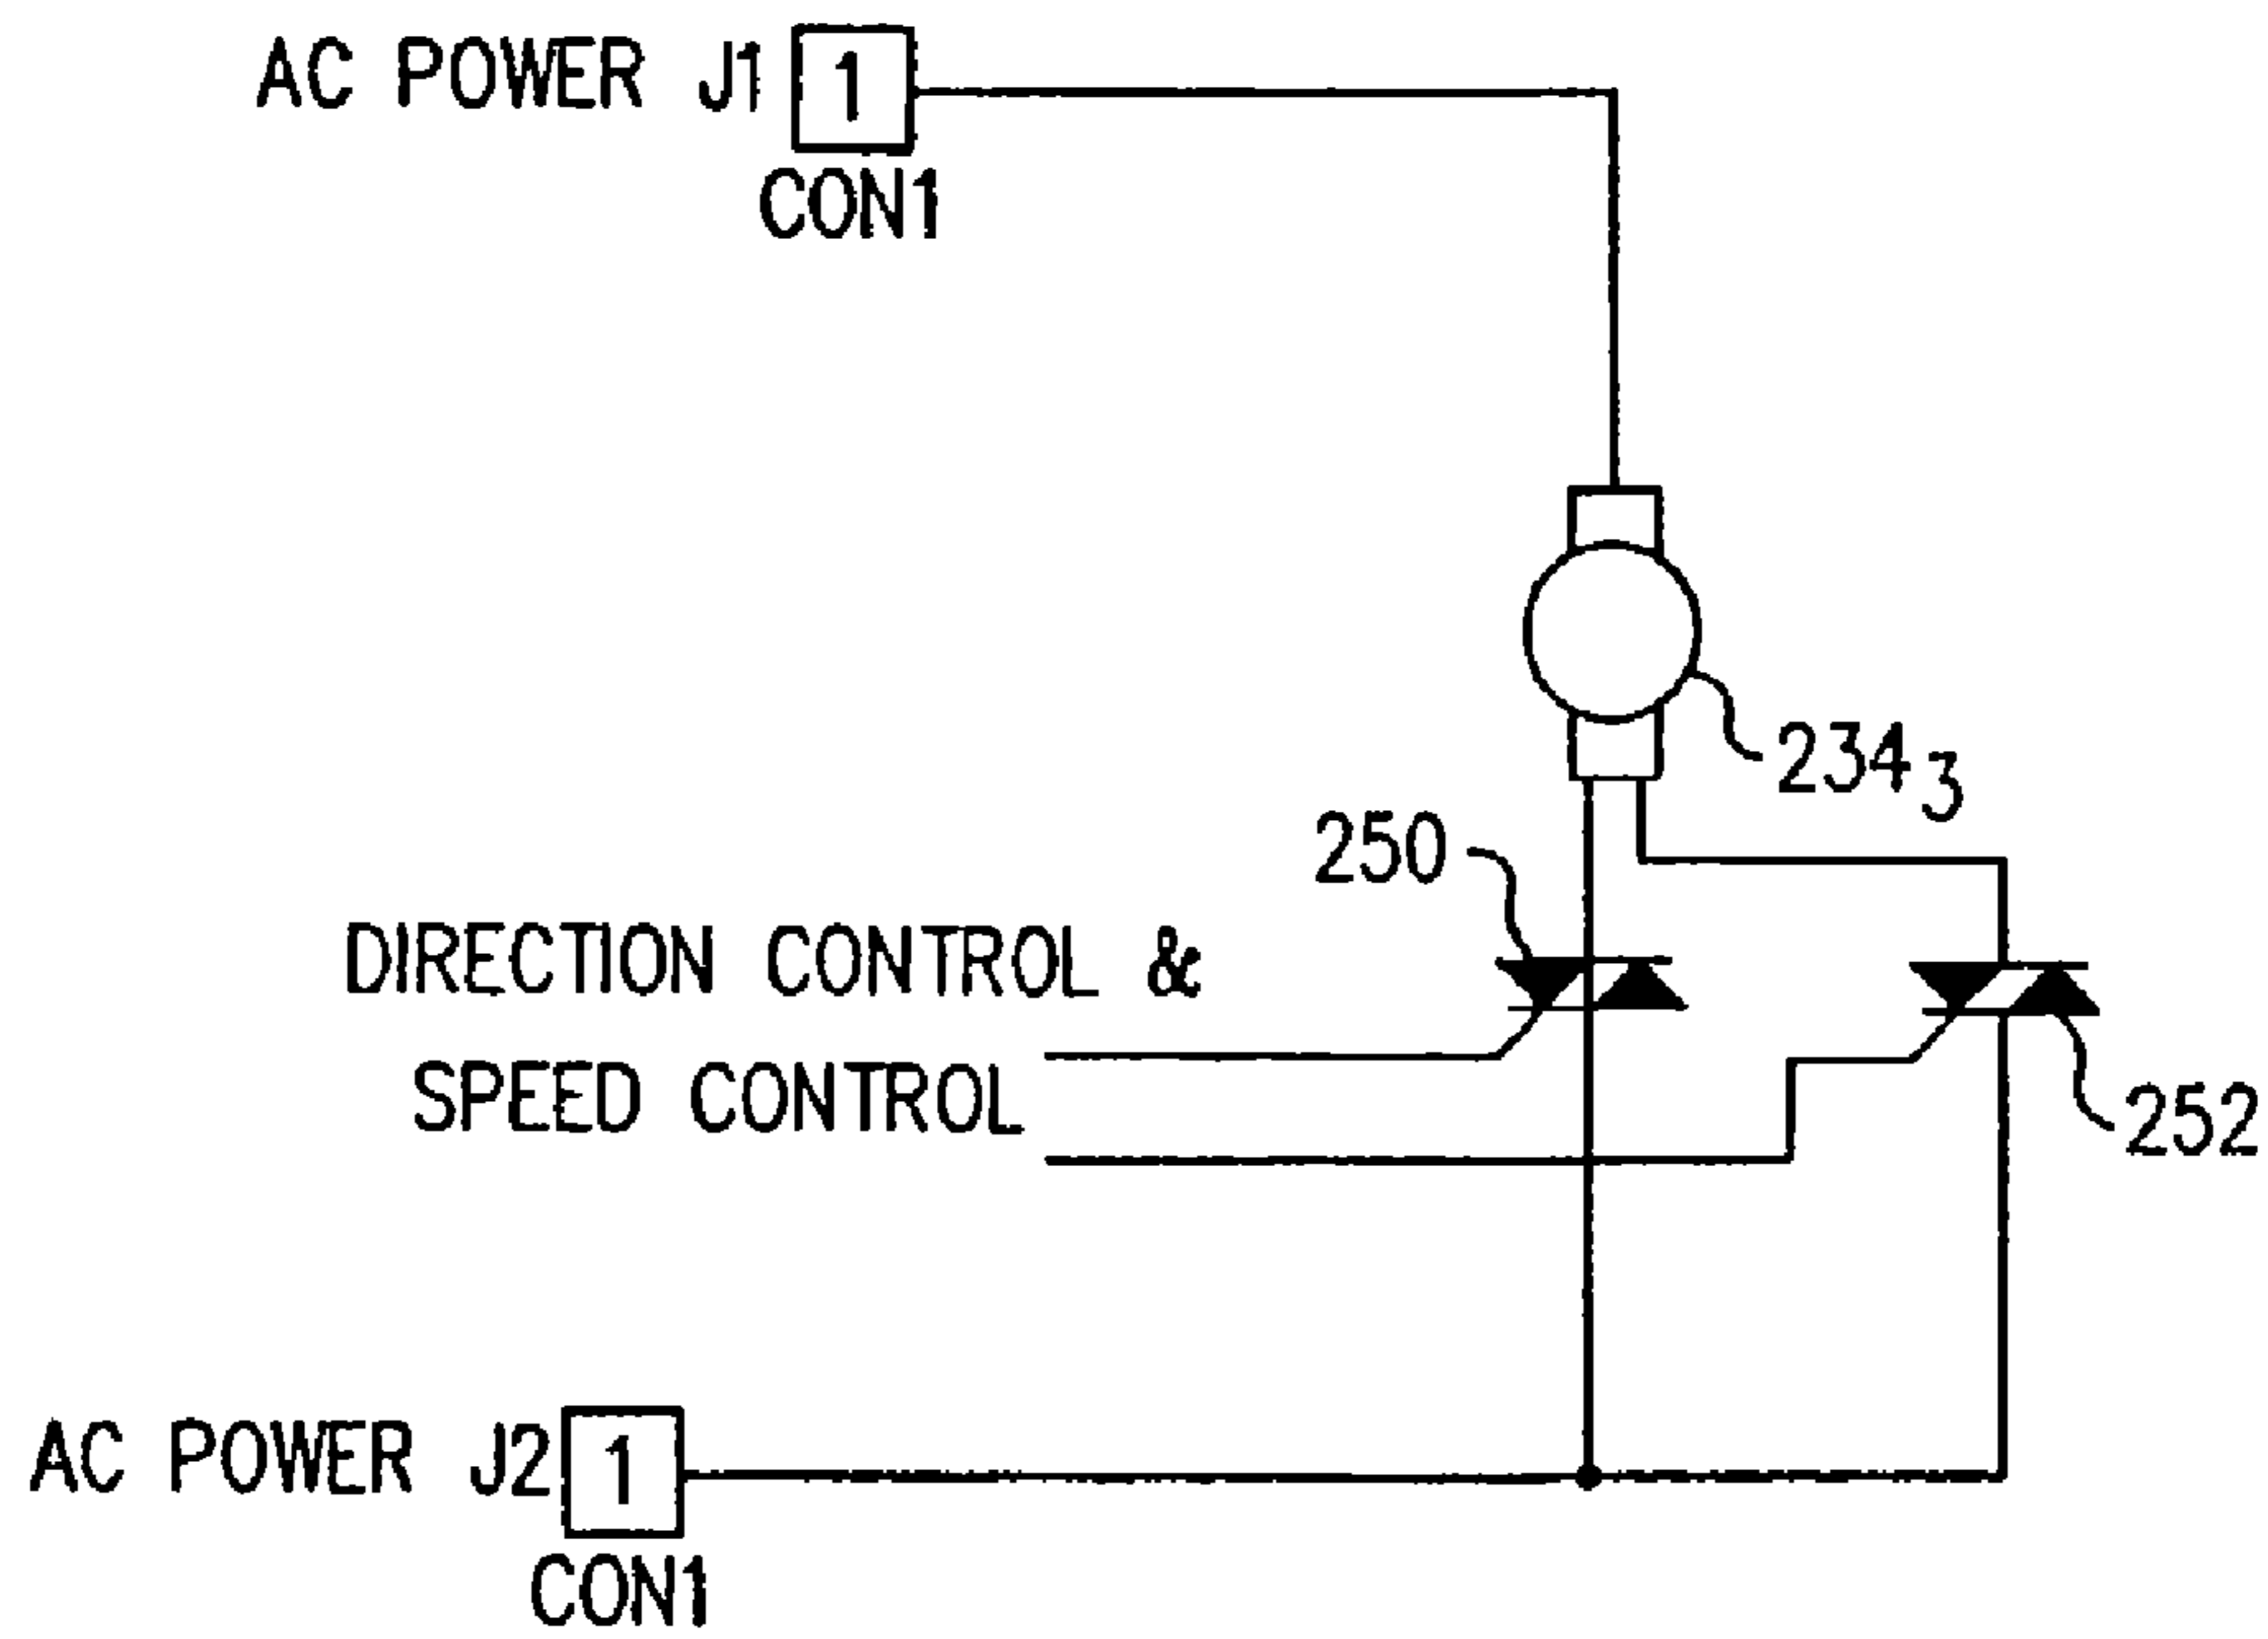 AC POWER J1 1
CON1
234 3
250
DIRECTION CONTROL &
SPEED CONTROL
252
AC POWER J2 1
CON1